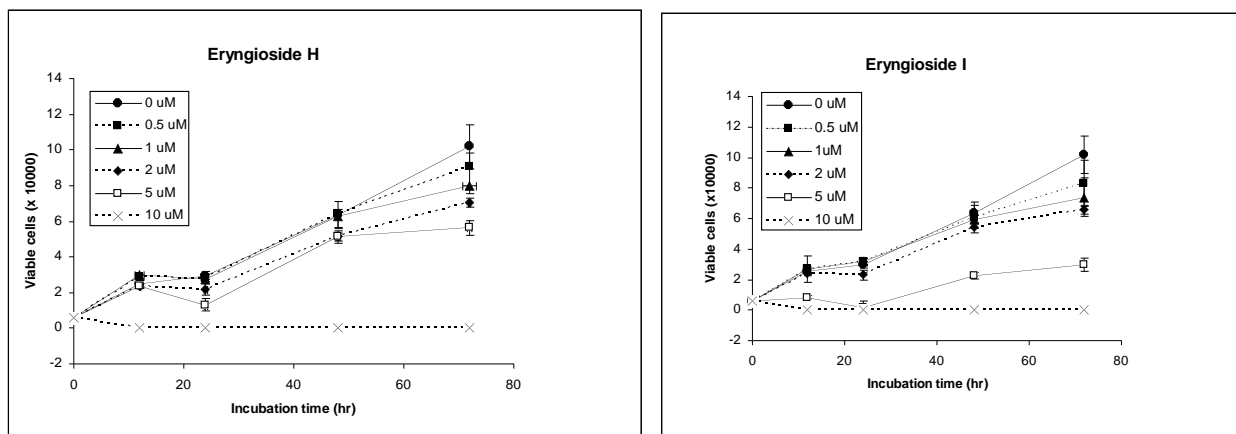 Eryngioside H
14
12
10
8
6
4
2
0
-2
0 20 40 60 80
Viable cells (x 10000)
Incubation time (hr)
0 uM
0.5 uM
1 uM
2 uM
5 uM
10 uM
Eryngioside I
14
12
10
8
6
4
2
0
-2
0 20 40 60 80
Viable cells (x10000)
Incubation time (hr)
0 uM
0.5 uM
1uM
2 uM
5 uM
10 uM